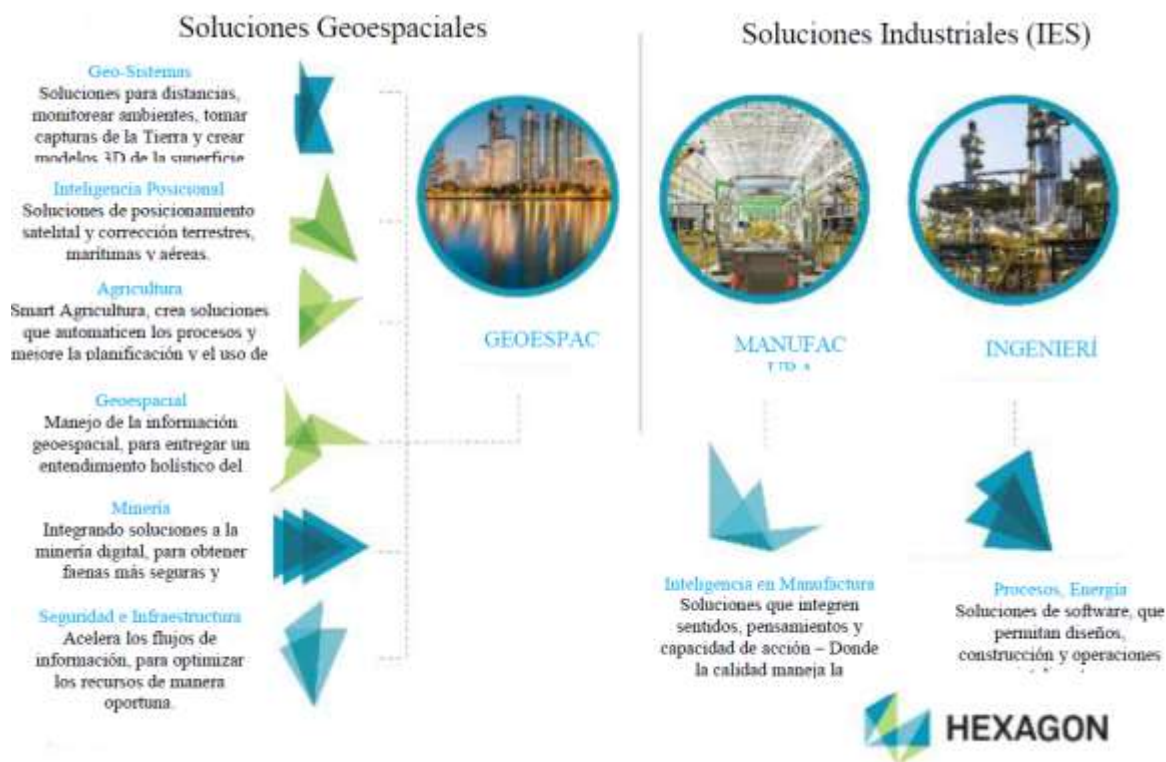 Soluciones Geoespaciales
Geo-Sistemas
Soluciones para distancias,
monitorear ambientes, tomar
capturas de la Tierra y crear
modelos 3D de la superficie
Inteligencia Posicional
Soluciones de posicionamiento
satelital y corrección terrestres,
marítimas y aéreas.
Agricultura
Smart Agricultura, crea soluciones
que automaticen los procesos y
mejore la planificación y el uso de
Geoespacial
Manejo de la información
geoespacial, para entregar un
entendimiento holístico del
Minería
Integrando soluciones a la
minería digital, para obtener
faenas más seguras y
Seguridad e Infraestructura
Acelera los flujos de
información, para optimizar
los recursos de manera
oportuna.
GEOESPAC
Soluciones Industriales (IES)
MANUFAC
INGENIERÍ
Inteligencia en Manufactura
Soluciones que integren
sentidos, pensamientos y
capacidad de acción – Donde
la calidad maneja la
Procesos, Energía
Soluciones de software, que
permitan diseños,
construcción y operaciones
HEXAGON